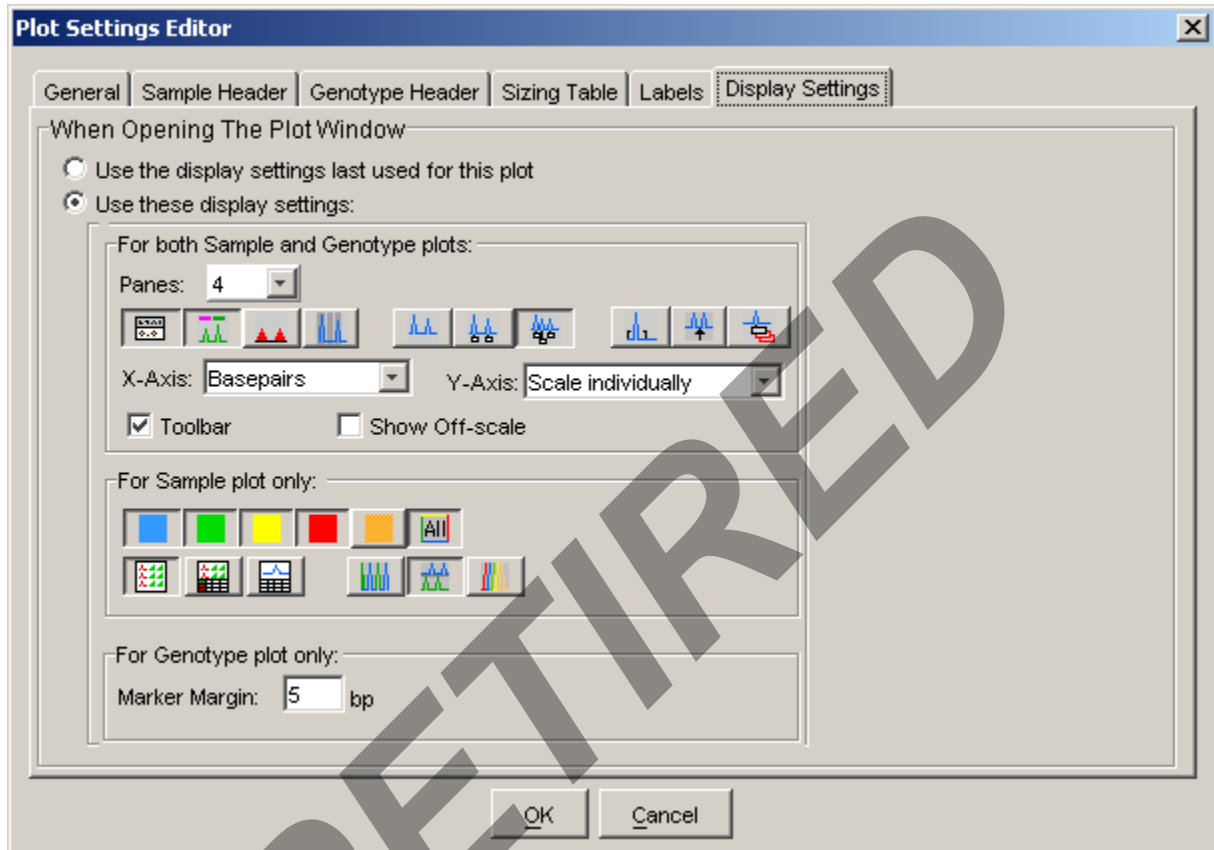 Plot Settings Editor
General Sample Header Genotype Header Sizing Table Labels Display Settings
When Opening The Plot Window
Use the display settings last used for this plot
Use these display settings:
For both Sample and Genotype plots:
Panes: 4
X-Axis: Basepairs Y-Axis: Scale individually
Toolbar Show Off-scale
For Sample plot only:
All
For Genotype plot only:
Marker Margin: 5 bp
OK Cancel
RETIRED